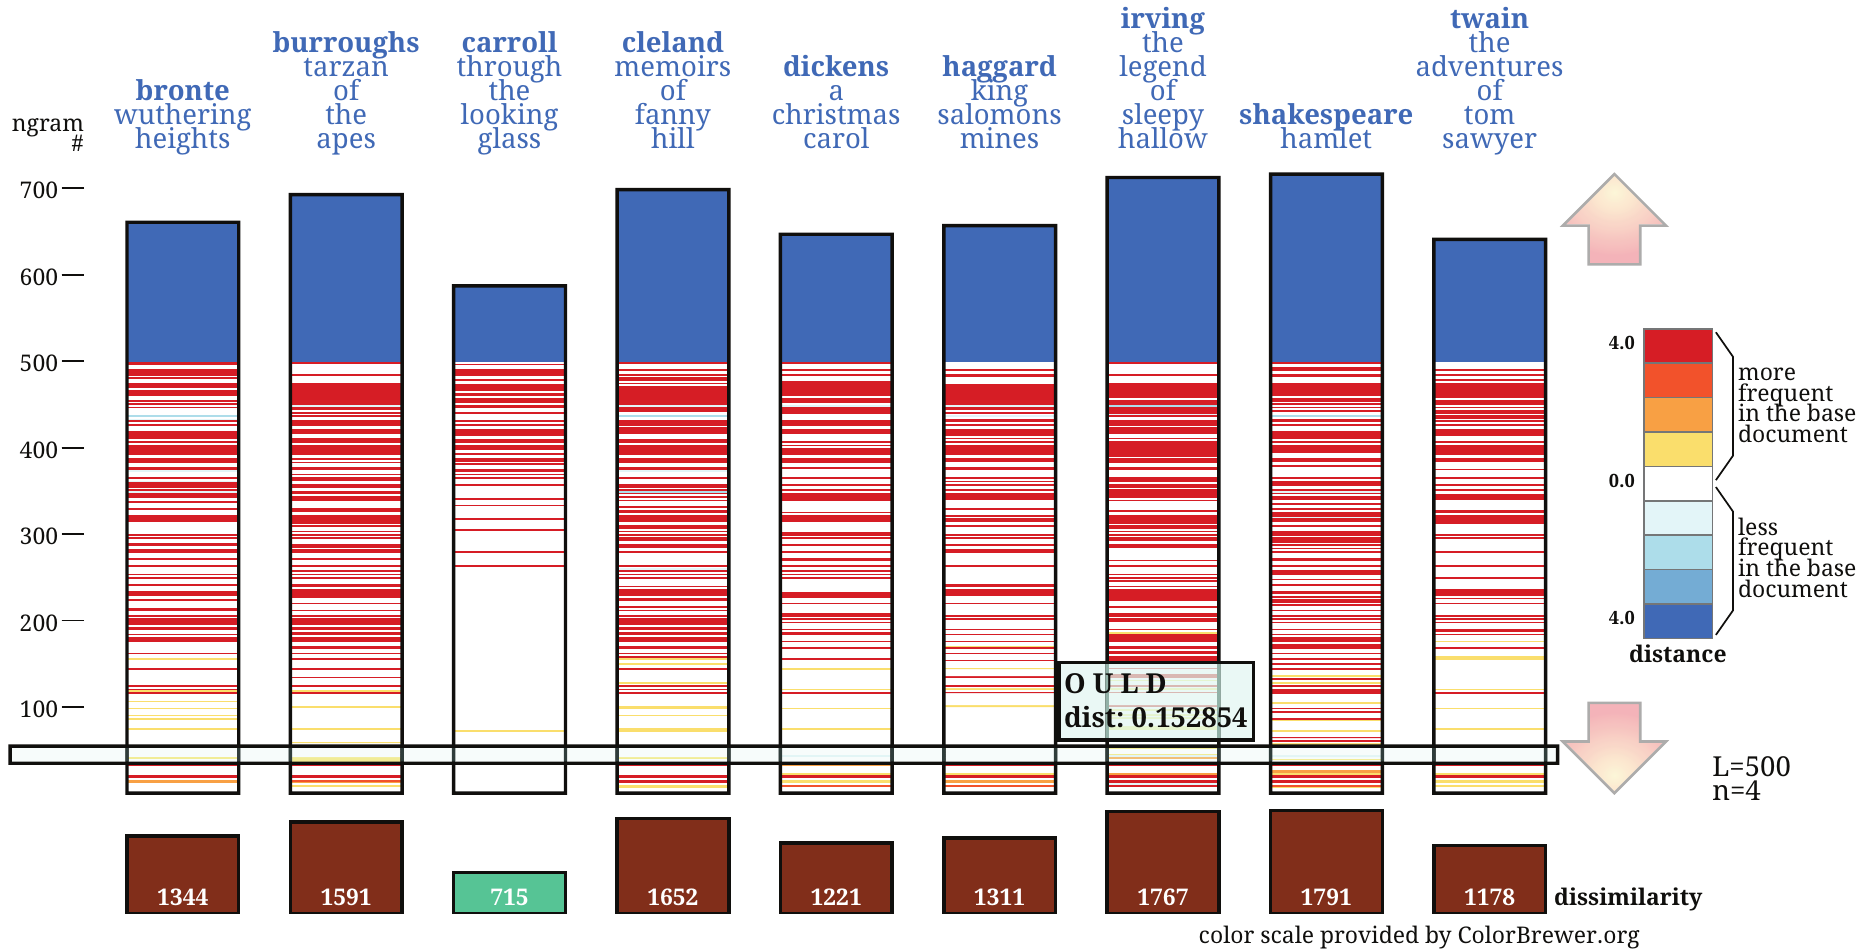 ngram
#
bronte
wuthering
heights
burroughs
tarzan
of
the
apes
carroll
through
the
looking
glass
cleland
memoirs
of
fanny
hill
dickens
a
christmas
carol
haggard
king
salomons
mines
irving
the
legend
of
sleepy
hallow
shakespeare
hamlet
twain
the
adventures
of
tom
sawyer
700
600
500
400
300
200
100
O U L D
dist: 0.152854
4.0
0.0
4.0
more
frequent
in the base
document
less
frequent
in the base
document
distance
L=500
n=4
1344
1591
715
1652
1221
1311
1767
1791
1178
dissimilarity
color scale provided by ColorBrewer.org